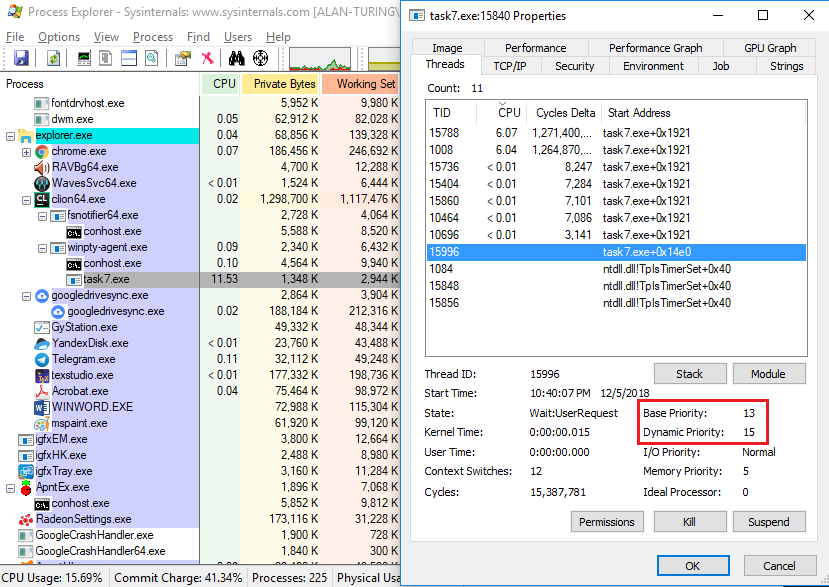 Process Explorer - Sysinternals: www.sysinternals.com [ALAN-TURING\
File Options View Process Find Users Help
Process CPU Private Bytes Working Set
fontdrvhost.exe 5,952 K 9,980 K
dwm.exe 0.05 62,912 K 82,028 K
explorer.exe 0.04 68,856 K 139,328 K
chrome.exe 0.07 186,456 K 246,692 K
RAVBg64.exe 4,700 K 12,288 K
WavesSvc64.exe < 0.01 1,524 K 6,444 K
clion64.exe 0.02 1,298,700 K 1,117,476 K
fsnotifier64.exe 2,728 K 4,064 K
conhost.exe 5,588 K 8,520 K
winpty-agent.exe 0.09 2,340 K 6,432 K
conhost.exe 0.10 4,564 K 9,940 K
task7.exe 11.53 1,348 K 2,944 K
googledrivesync.exe 2,864 K 3,904 K
googledrivesync.exe 0.02 188,184 K 212,316 K
GyStation.exe 49,332 K 48,344 K
YandexDisk.exe < 0.01 23,760 K 43,488 K
Telegram.exe 0.11 32,112 K 49,248 K
texstudio.exe < 0.01 177,332 K 198,736 K
Acrobat.exe 0.04 75,464 K 98,972 K
WINWORD.EXE 72,988 K 115,304 K
mspaint.exe 61,920 K 99,120 K
igfxEM.exe 3,800 K 12,664 K
igfxHK.exe 2,488 K 8,980 K
igfxTray.exe 3,160 K 11,284 K
ApntEx.exe 1,896 K 7,068 K
conhost.exe 5,852 K 9,812 K
RadeonSettings.exe 173,116 K 31,228 K
GoogleCrashHandler.exe 1,900 K 728 K
GoogleCrashHandler64.exe 1,840 K 300 K
CPU Usage: 15.69% Commit Charge: 41.34% Processes: 225 Physical Usa
task7.exe:15840 Properties
Image Performance Performance Graph GPU Graph
Threads TCP/IP Security Environment Job Strings
Count: 11
TID CPU Cycles Delta Start Address
15788 6.07 1,271,400,... task7.exe+0x1921
1008 6.04 1,264,870,... task7.exe+0x1921
15736 < 0.01 8,247 task7.exe+0x1921
15404 < 0.01 7,284 task7.exe+0x1921
15860 < 0.01 7,101 task7.exe+0x1921
10464 < 0.01 7,086 task7.exe+0x1921
10696 < 0.01 3,141 task7.exe+0x1921
15996 task7.exe+0x14e0
1084 ntdll.dll!TpIsTimerSet+0x40
15848 ntdll.dll!TpIsTimerSet+0x40
15856 ntdll.dll!TpIsTimerSet+0x40
Thread ID: 15996 Stack Module
Start Time: 10:40:07 PM 12/5/2018
State: Wait:UserRequest Base Priority: 13
Kernel Time: 0:00:00.015 Dynamic Priority: 15
User Time: 0:00:00.000 I/O Priority: Normal
Context Switches: 12 Memory Priority: 5
Cycles: 15,387,781 Ideal Processor: 0
Permissions Kill Suspend
OK Cancel